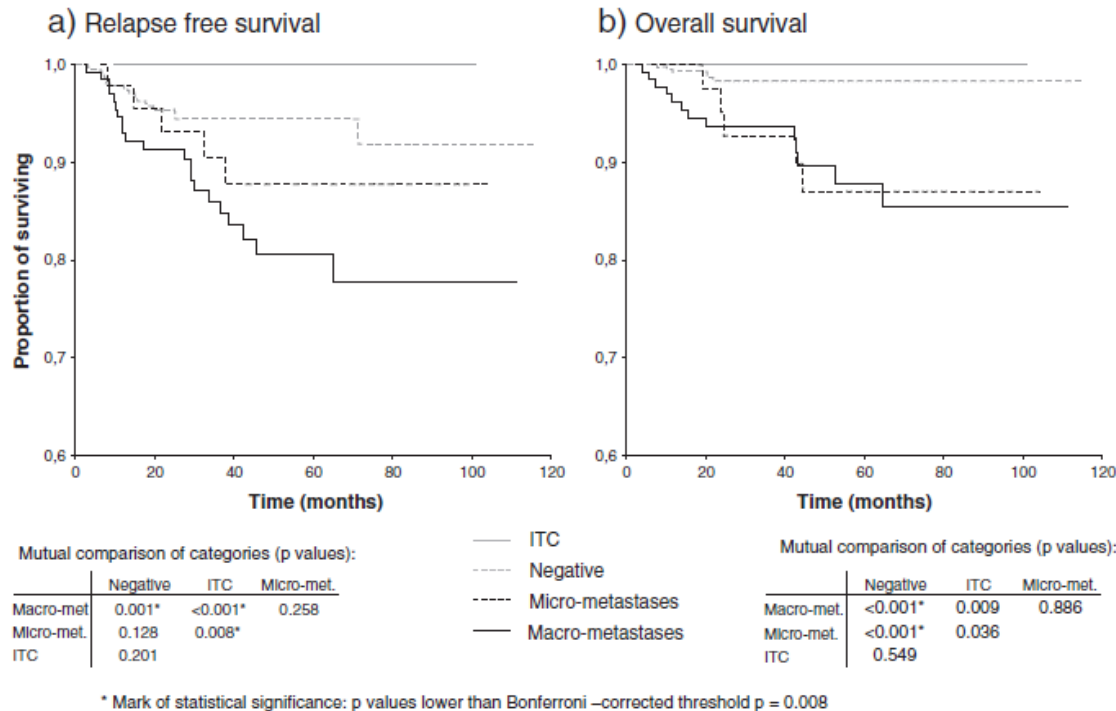 a) Relapse free survival
b) Overall survival
Proportion of surviving
1,0
0,9
0,8
0,7
0,6
0 20 40 60 80 100 120
Time (months)
1,0
0,9
0,8
0,7
0,6
0 20 40 60 80 100 120
Time (months)
Mutual comparison of categories (p values):
Negative ITC Micro-met.
Macro-met 0.001* <0.001* 0.258
Micro-met. 0.128 0.008*
ITC 0.201
ITC
Negative
Micro-metastases
Macro-metastases
Mutual comparison of categories (p values):
Negative ITC Micro-met.
Macro-met. <0.001* 0.009 0.886
Micro-met. <0.001* 0.036
ITC 0.549
* Mark of statistical significance: p values lower than Bonferroni –corrected threshold p = 0.008